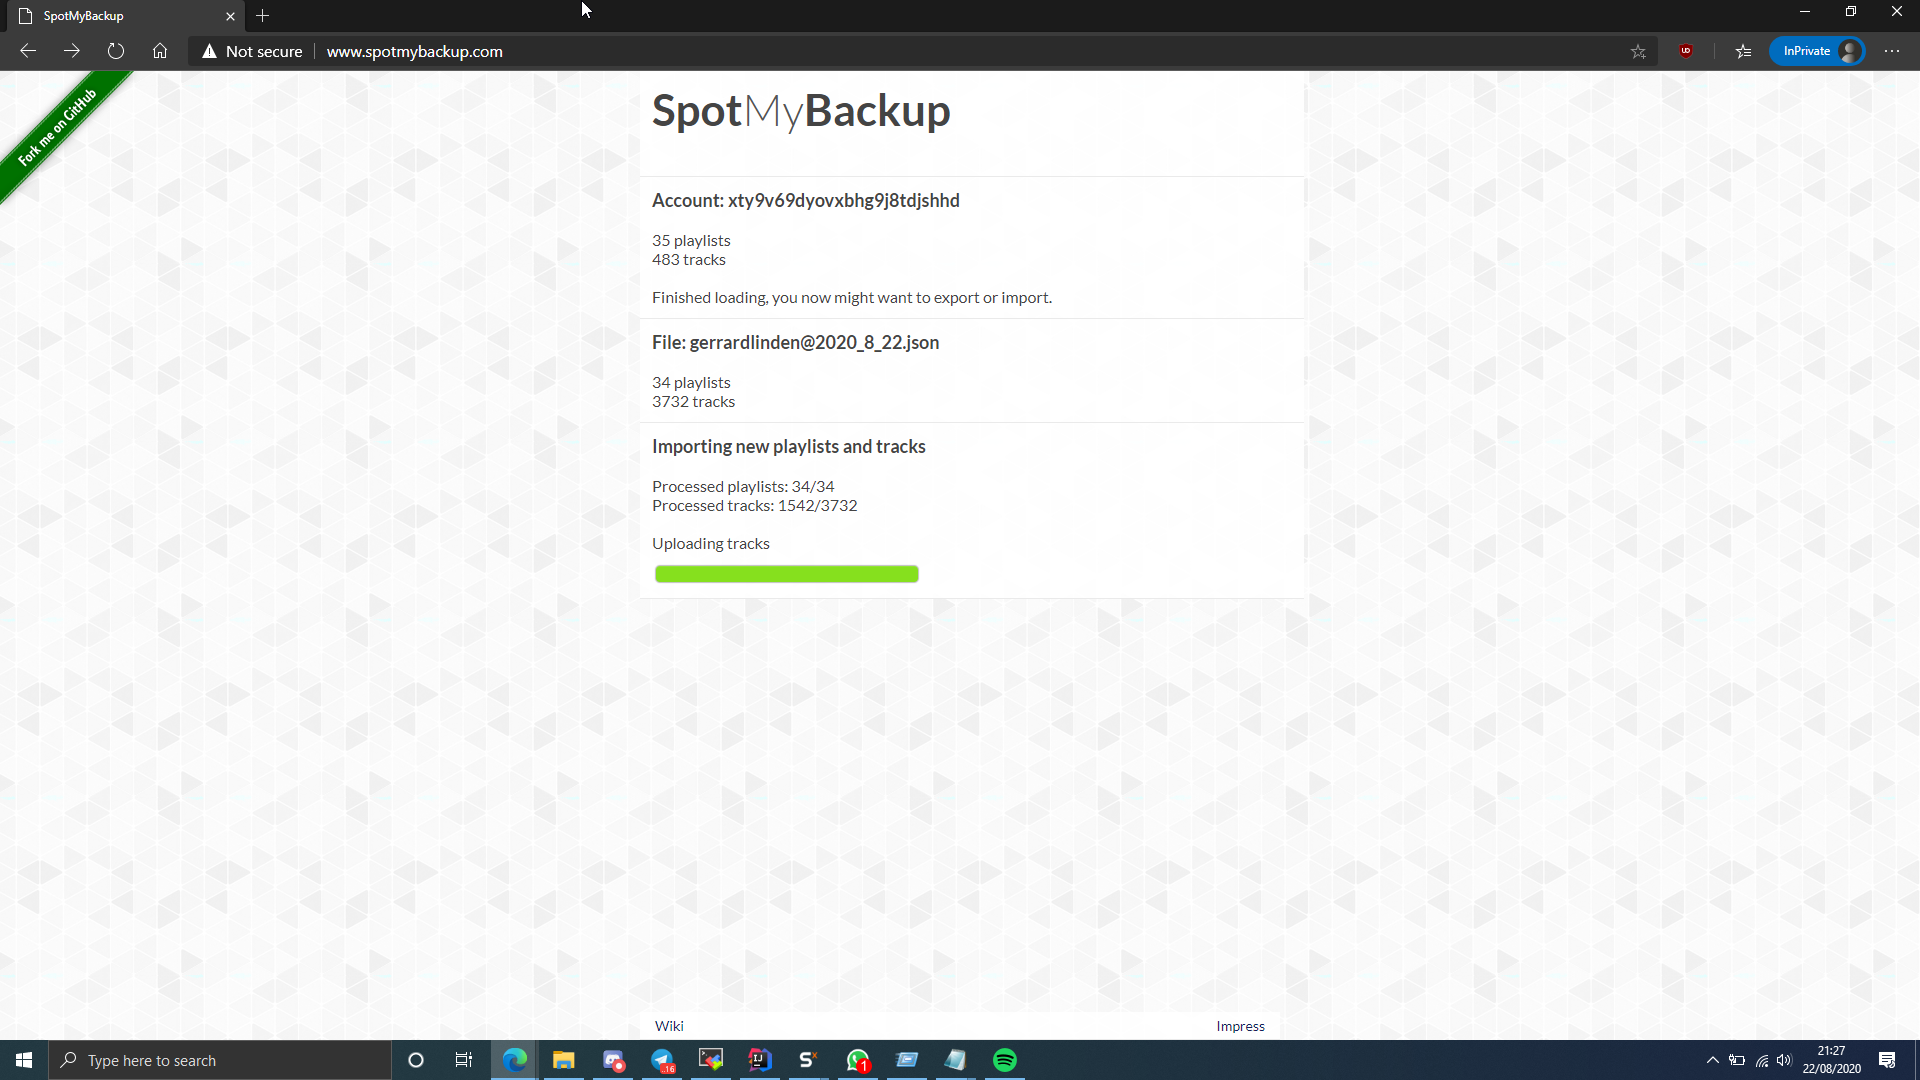 SpotMyBackup
Not secure
www.spotmybackup.com
InPrivate
Fork me on GitHub
SpotMyBackup
Account: xty9v69dyovxbhg9j8tdjshhd
35 playlists
483 tracks
Finished loading, you now might want to export or import.
File: gerrardlinden@2020_8_22.json
34 playlists
3732 tracks
Importing new playlists and tracks
Processed playlists: 34/34
Processed tracks: 1542/3732
Uploading tracks
Wiki
Impress
Type here to search
.16
IJ
S
1
21:27
22/08/2020